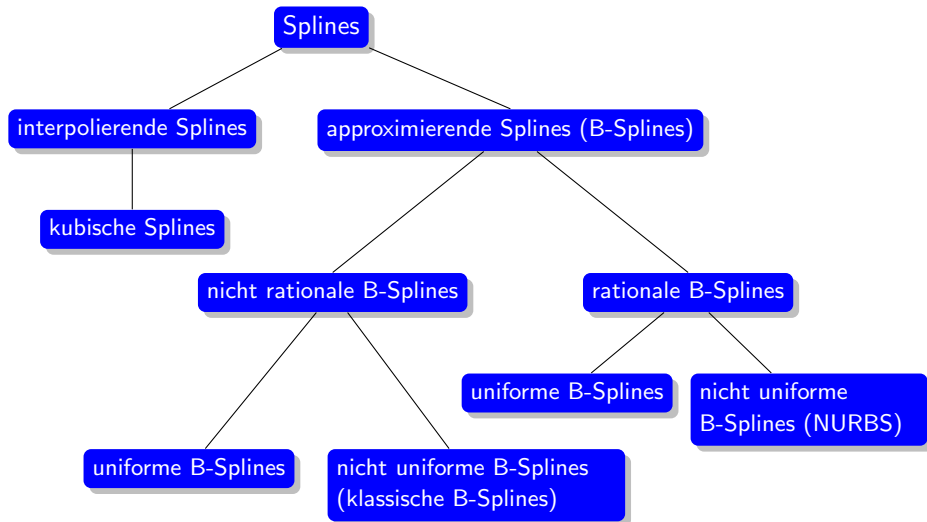 Splines
interpolierende Splines
approximierende Splines (B-Splines)
kubische Splines
nicht rationale B-Splines
rationale B-Splines
uniforme B-Splines
nicht uniforme
B-Splines (NURBS)
uniforme B-Splines
nicht uniforme B-Splines
(klassische B-Splines)